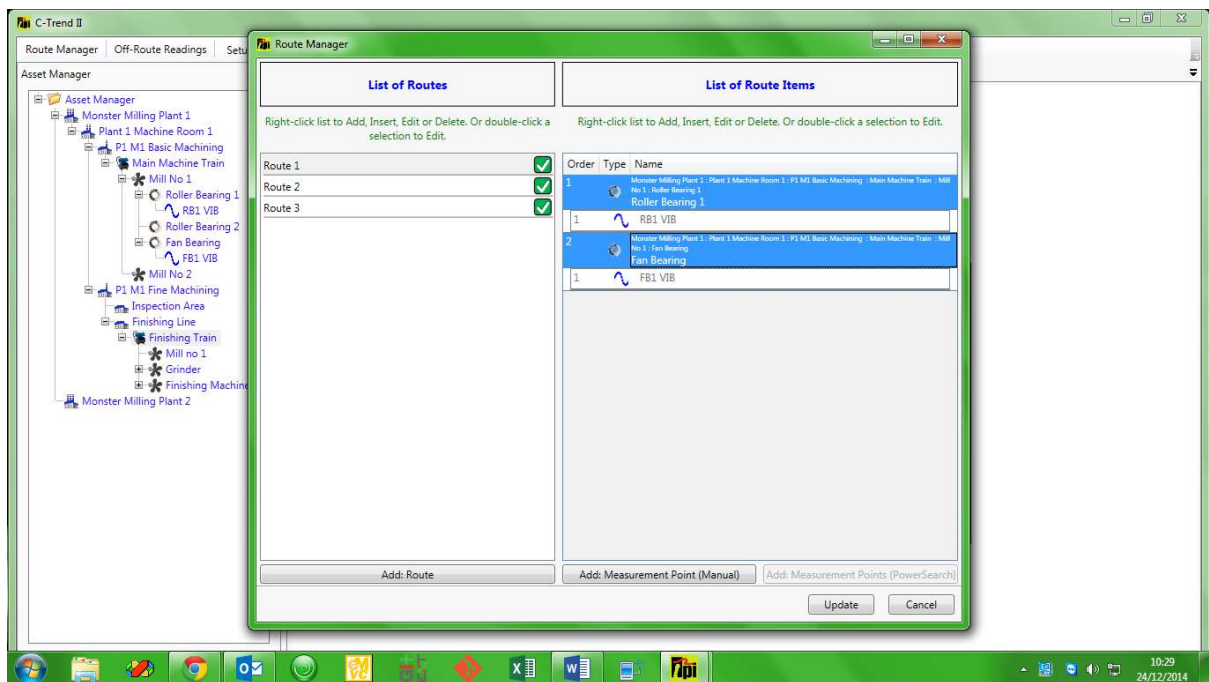 C-Trend II
Route Manager
Off-Route Readings
Setu
Asset Manager
Asset Manager
Monster Milling Plant 1
Plant 1 Machine Room 1
P1 M1 Basic Machining
Main Machine Train
Mill No 1
Roller Bearing 1
RB1 VIB
Roller Bearing 2
Fan Bearing
FB1 VIB
Mill No 2
P1 M1 Fine Machining
Inspection Area
Finishing Line
Finishing Train
Mill no 1
Grinder
Finishing Machine
Monster Milling Plant 2
Route Manager
List of Routes
Right-click list to Add, Insert, Edit or Delete. Or double-click a
selection to Edit.
Route 1
Route 2
Route 3
Add: Route
List of Route Items
Right-click list to Add, Insert, Edit or Delete. Or double-click a selection to Edit.
Order Type Name
1
Monster Milling Plant 1 : Plant 1 Machine Room 1 : P1 M1 Basic Machining : Main Machine Train : Mill
No 1 : Roller Bearing 1
Roller Bearing 1
1 RB1 VIB
2
Monster Milling Plant 1 : Plant 1 Machine Room 1 : P1 M1 Basic Machining : Main Machine Train : Mill
No 1 : Fan Bearing
Fan Bearing
1 FB1 VIB
Add: Measurement Point (Manual)
Add: Measurement Points (PowerSearch)
Update
Cancel
tpi
10:29
24/12/2014